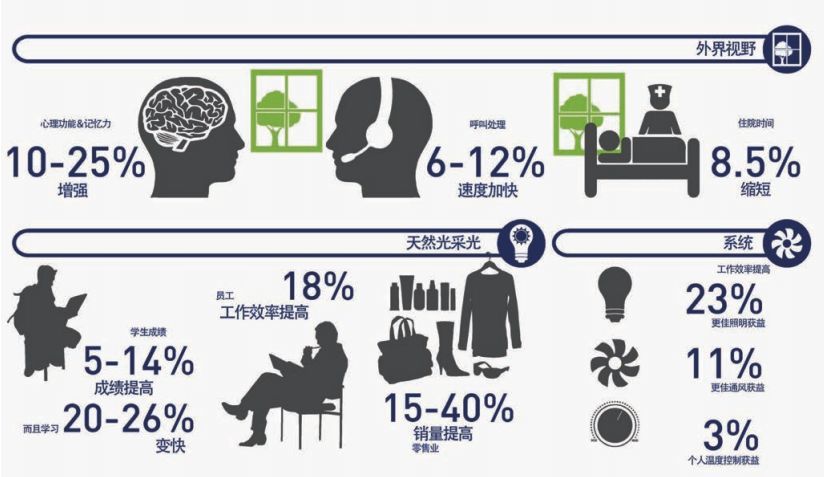 外界视野
心理功能&记忆力
10-25%
增强
呼叫处理
6-12%
速度加快
住院时间
8.5%
缩短
天然光采光
学生成绩
5-14%
成绩提高
而且学习 20-26%
变快
员工 18%
工作效率提高
15-40%
销量提高
零售业
系统
工作效率提高
23%
更佳照明获益
11%
更佳通风获益
3%
个人温度控制获益